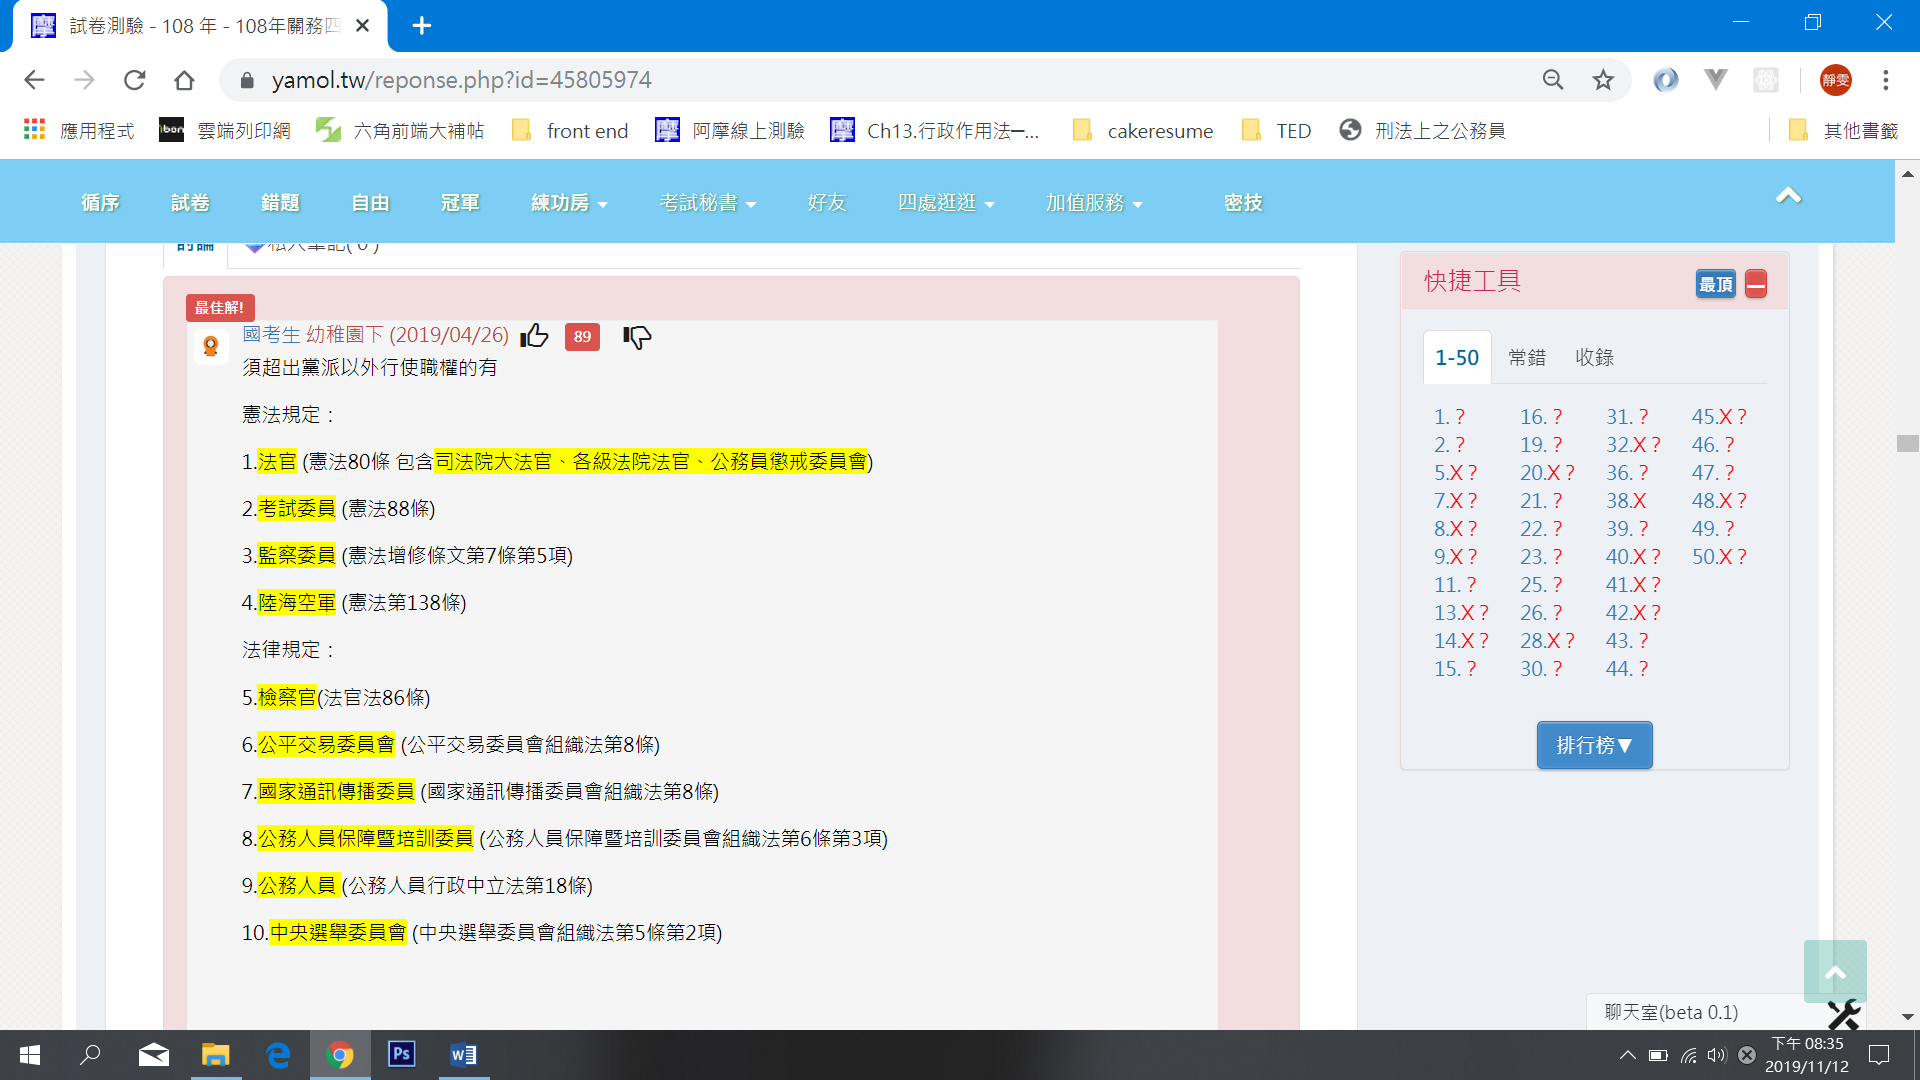 試卷測驗 - 108 年 - 108年關務四
yamol.tw/reponse.php?id=45805974
靜雯
應用程式
ibon 雲端列印網
六角前端大補帖
front end
阿摩線上測驗
Ch13.行政作用法一...
cakeresume
TED
刑法上之公務員
其他書籤
循序 試卷 錯題 自由 冠軍 練功房 考試秘書 好友 四處逛逛 加值服務 密技
討論 私人筆記( 0 )
最佳解!
國考生 幼稚園下 (2019/04/26) 89
須超出黨派以外行使職權的有
憲法規定：
1.法官 (憲法80條 包含司法院大法官、各級法院法官、公務員懲戒委員會)
2.考試委員 (憲法88條)
3.監察委員 (憲法增修條文第7條第5項)
4.陸海空軍 (憲法第138條)
法律規定：
5.檢察官(法官法86條)
6.公平交易委員會 (公平交易委員會組織法第8條)
7.國家通訊傳播委員 (國家通訊傳播委員會組織法第8條)
8.公務人員保障暨培訓委員 (公務人員保障暨培訓委員會組織法第6條第3項)
9.公務人員 (公務人員行政中立法第18條)
10.中央選舉委員會 (中央選舉委員會組織法第5條第2項)
快捷工具 最頂
1-50 常錯 收錄
1. ? 16. ? 31. ? 45.X ?
2. ? 19. ? 32.X ? 46. ?
5.X ? 20.X ? 36. ? 47. ?
7.X ? 21. ? 38.X 48.X ?
8.X ? 22. ? 39. ? 49. ?
9.X ? 23. ? 40.X ? 50.X ?
11. ? 25. ? 41.X ?
13.X ? 26. ? 42.X ?
14.X ? 28.X ? 43. ?
15. ? 30. ? 44. ?
排行榜▼
聊天室(beta 0.1)
Ps
下午 08:35
2019/11/12